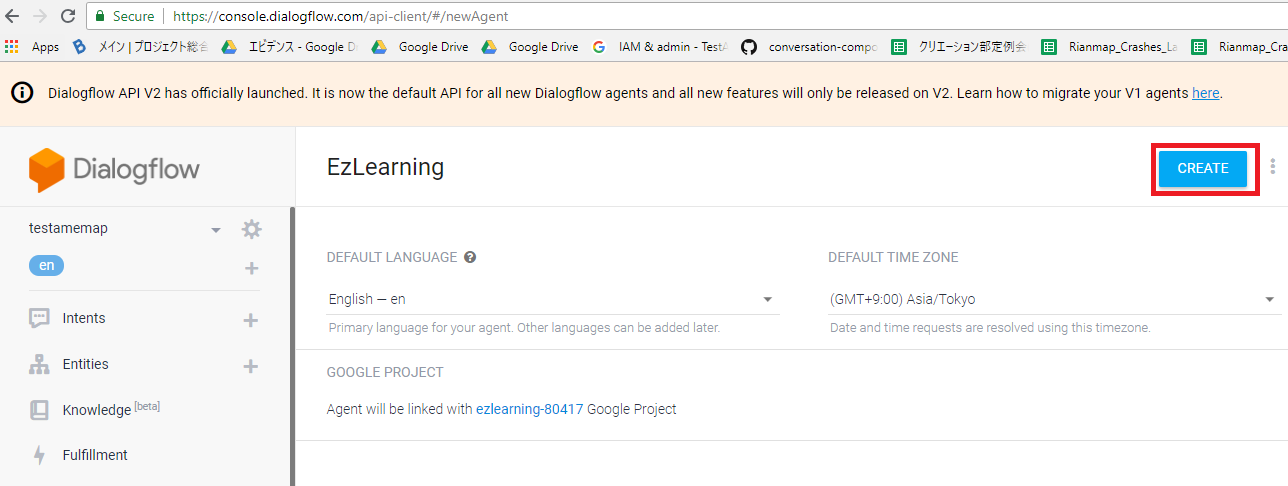 Secure https://console.dialogflow.com/api-client/#/newAgent
Apps メイン | プロジェクト総合 エビデンス - Google D Google Drive Google Drive IAM & admin - TestA conversation-compo クリエーション部定例会 Rianmap_Crashes_La Rianmap_Cra
Dialogflow API V2 has officially launched. It is now the default API for all new Dialogflow agents and all new features will only be released on V2. Learn how to migrate your V1 agents here.
Dialogflow
EzLearning
CREATE
testamemap
en
Intents
Entities
Knowledge [beta]
Fulfillment
DEFAULT LANGUAGE
DEFAULT TIME ZONE
English — en
(GMT+9:00) Asia/Tokyo
Primary language for your agent. Other languages can be added later.
Date and time requests are resolved using this timezone.
GOOGLE PROJECT
Agent will be linked with ezlearning-80417 Google Project